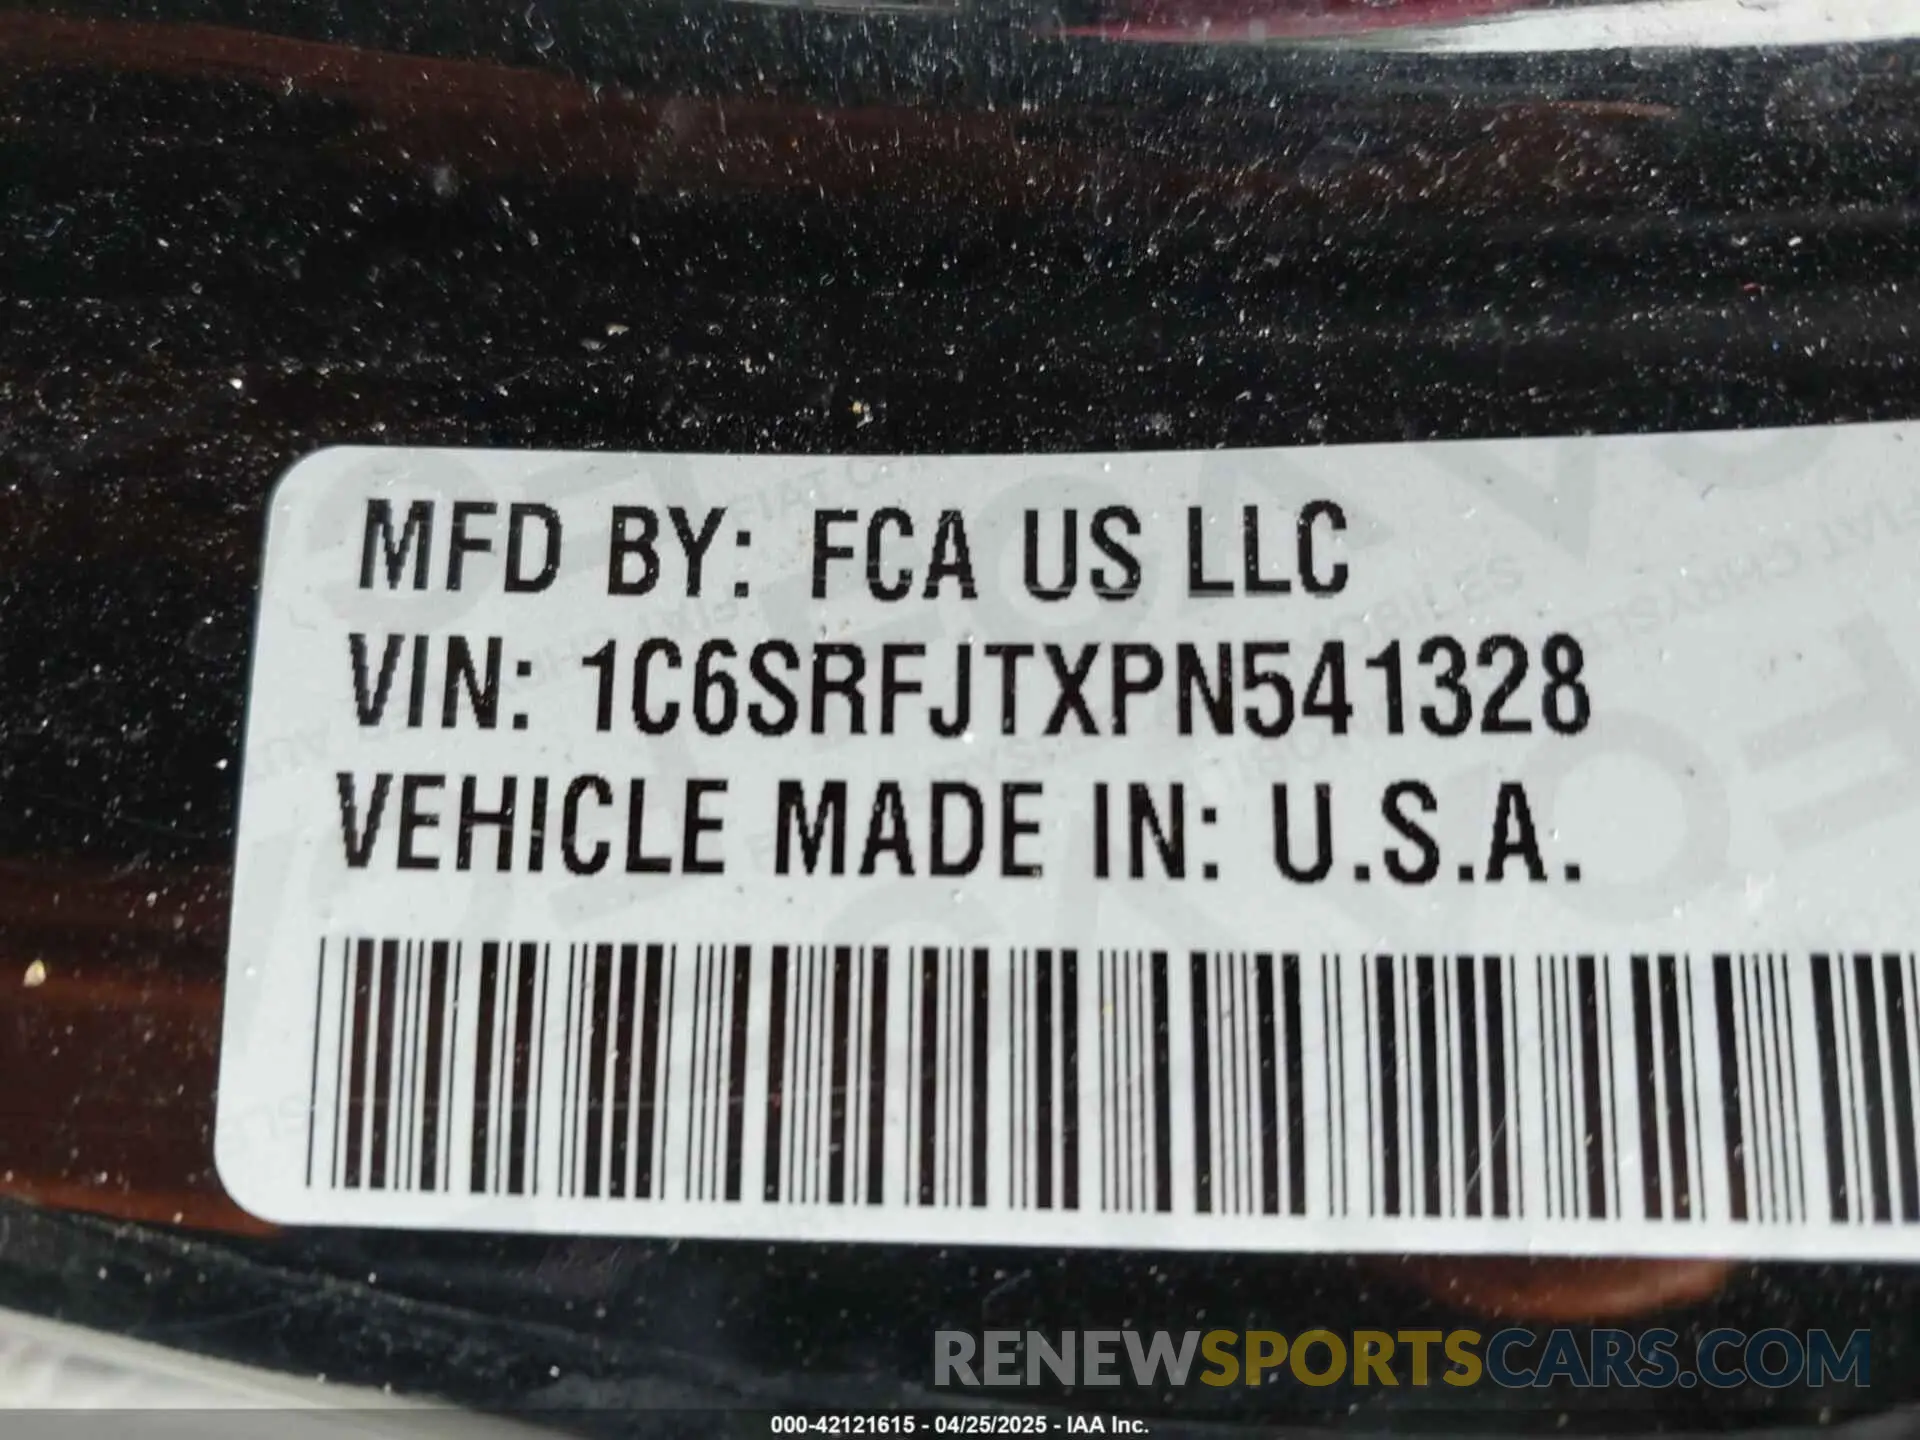 MFD BY: FCA US LLC
VIN: 1C6SRFJTXPN541328
VEHICLE MADE IN: U.S.A.
RENEWSPORTSCARS.COM
000-42121615 - 04/25/2025 - IAA Inc.